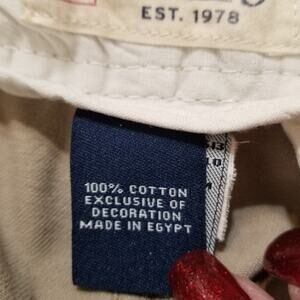 EST. 1978
100% COTTON
EXCLUSIVE OF
DECORATION
MADE IN EGYPT